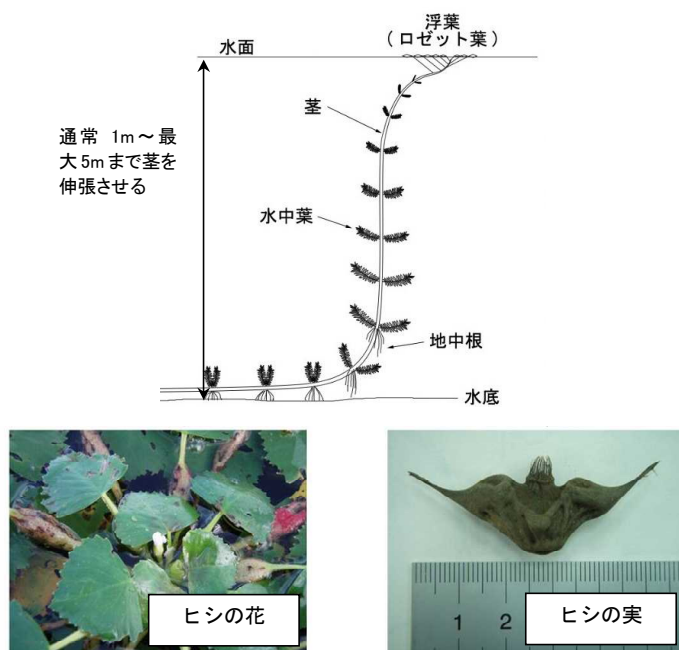 浮葉
(ロゼット葉)
水面
茎
通常 1m～最
大5mまで茎を
伸張させる
水中葉
地中根
水底
ヒシの花
ヒシの実
1 2